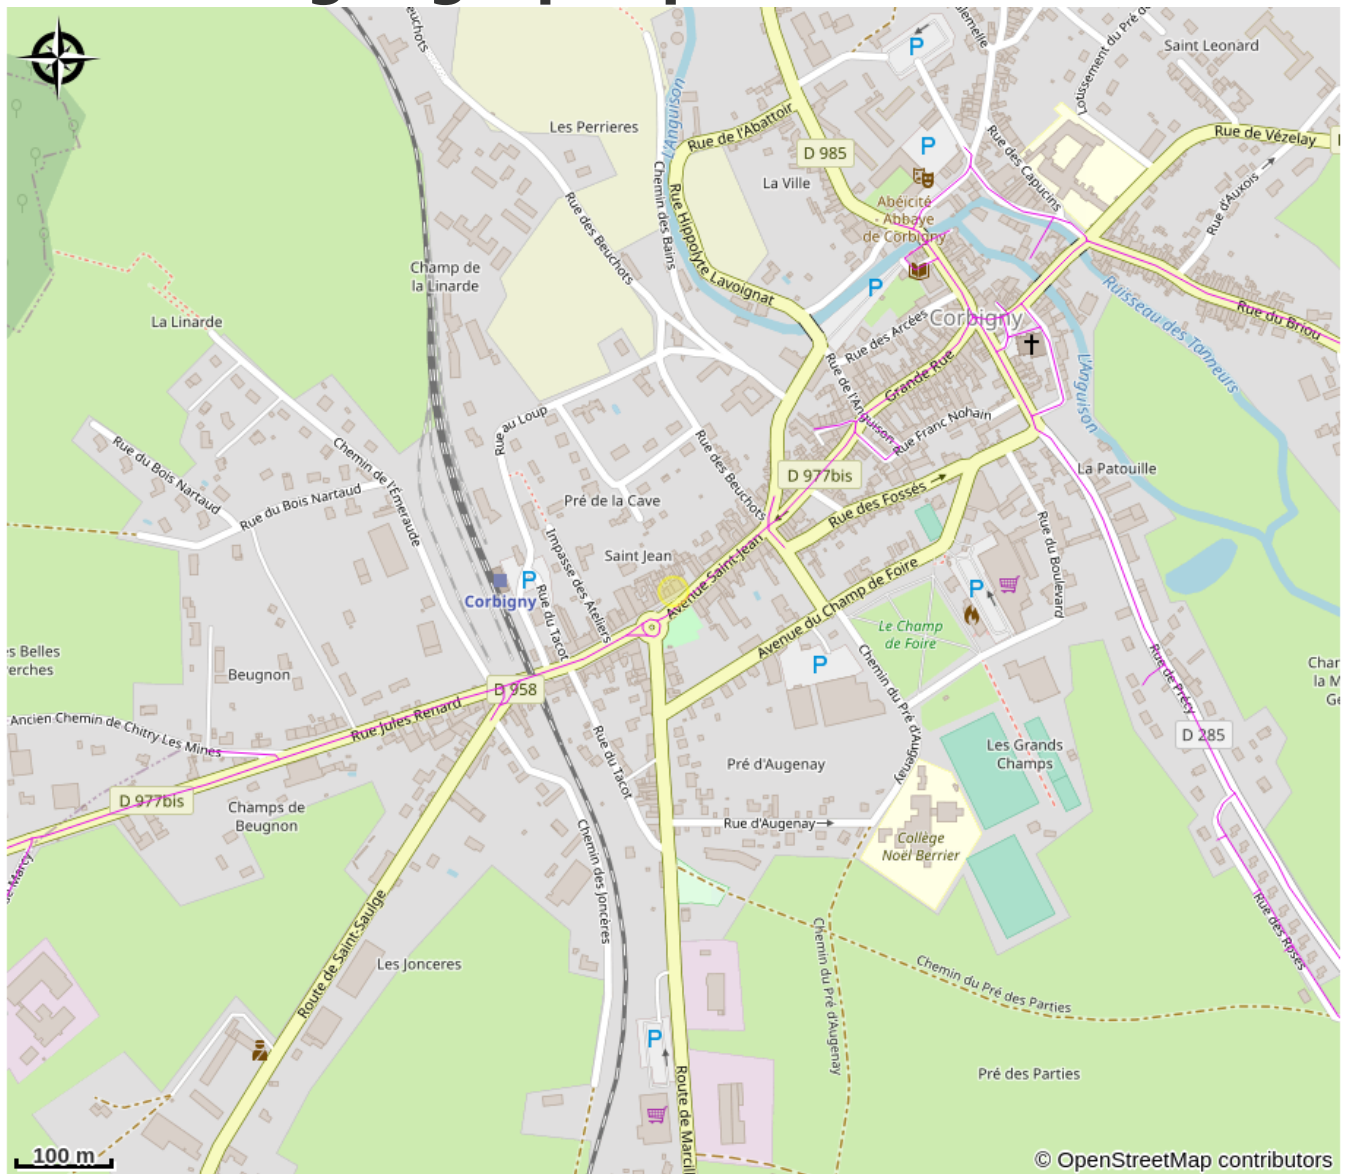 Saint Leonard
Les Perrieres
Rue de l'Abattoir
D 985
Rue de Vézelay
L'Anguison
Chemin des Bains
La Ville
Rue des Capucins
Rue d'Auxois
Abéicité
- Abbaye
de Corbigny
Rue des Beuchots
Rue Hippolyte Lavoignat
Champ de
la Linarde
La Linarde
Corbigny
Rue des Arcées
Ruisseau des Tanneurs
Rue du Briou
Grande Rue
Rue de l'Anguison
L'Anguison
Rue au Loup
Rue Franc Nohain
Rue du Bois Nartaud
Chemin de l'Émeraude
Rue des Beuchots
D 977bis
La Patouille
Rue du Bois Nartaud
Pré de la Cave
Rue des Fossés
Saint Jean
Impasse des Ateliers
Avenue Saint-Jean
Rue du Boulevard
Corbigny
Rue du Tacot
Avenue du Champ de Foire
Le Champ
de Foire
Beugnon
D 958
Chemin du Pré d'Augenay
Rue de Précy
Ancien Chemin de Chitry Les Mines
Rue Jules Renard
D 285
Rue du Tacot
Pré d'Augenay
Les Grands
Champs
D 977bis
Champs de
Beugnon
Rue d'Augenay
Collège
Noël Berrier
Chemin des Joncères
Route de Saint-Saulge
Les Jonceres
Chemin du Pré d'Augenay
Chemin du Pré des Parties
Rue des Roses
Pré des Parties
Route de Marcill
100 m
© OpenStreetMap contributors